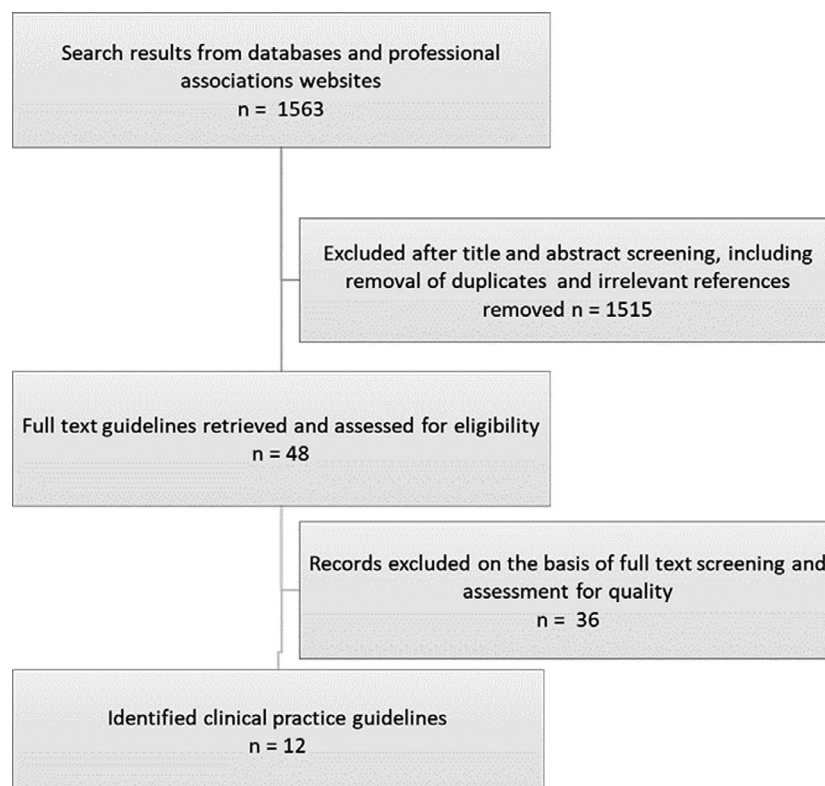 Search results from databases and professional
associations websites
n = 1563
Excluded after title and abstract screening, including
removal of duplicates and irrelevant references
removed n = 1515
Full text guidelines retrieved and assessed for eligibility
n = 48
Records excluded on the basis of full text screening and
assessment for quality
n = 36
Identified clinical practice guidelines
n = 12